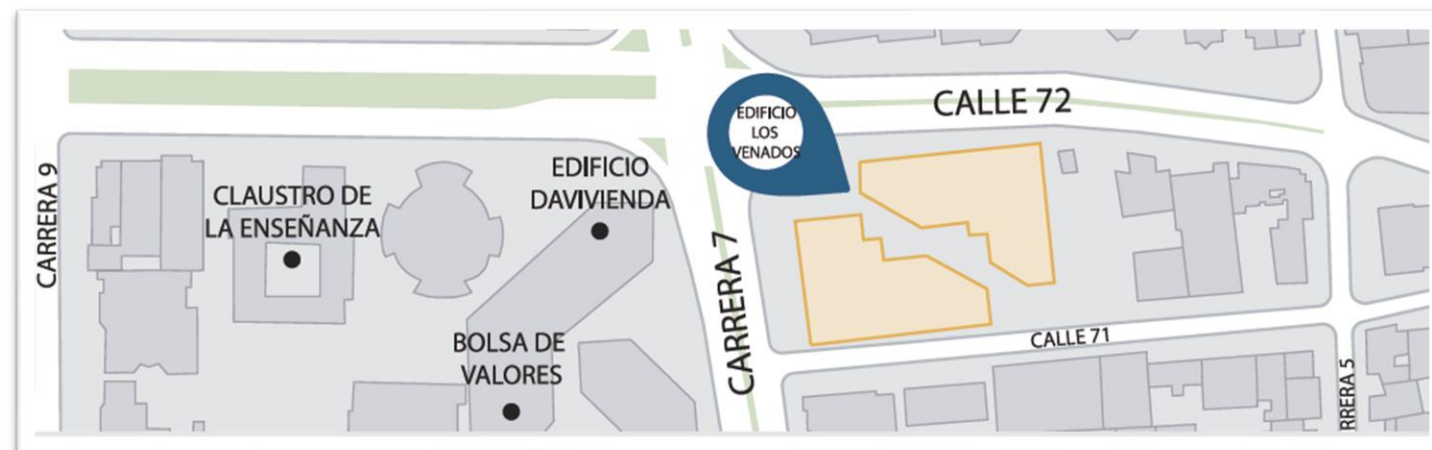 EDIFICIO
LOS
VENADOS
CALLE 72
CARRERA 9
CLAUSTRO DE
LA ENSEÑANZA
EDIFICIO
DAVIVIENDA
CARRERA 7
BOLSA DE
VALORES
CALLE 71
RRERA 5